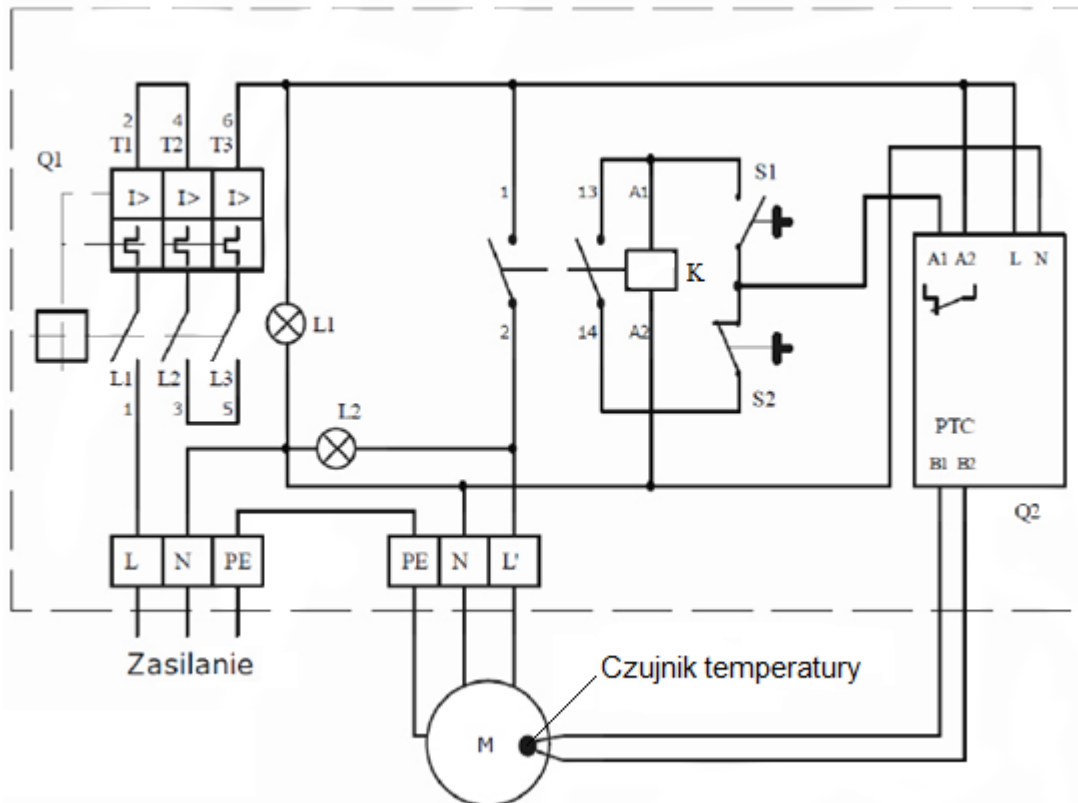 2 4 6
T1 T2 T3
Q1
I> I> I>
L1 L2 L3
1 3 5
L1
L2
1
2
13
14
A1
A2
K
S1
S2
A1 A2 L N
PTC
B1 B2
Q2
L N PE
PE N L'
Zasilanie
Czujnik temperatury
M